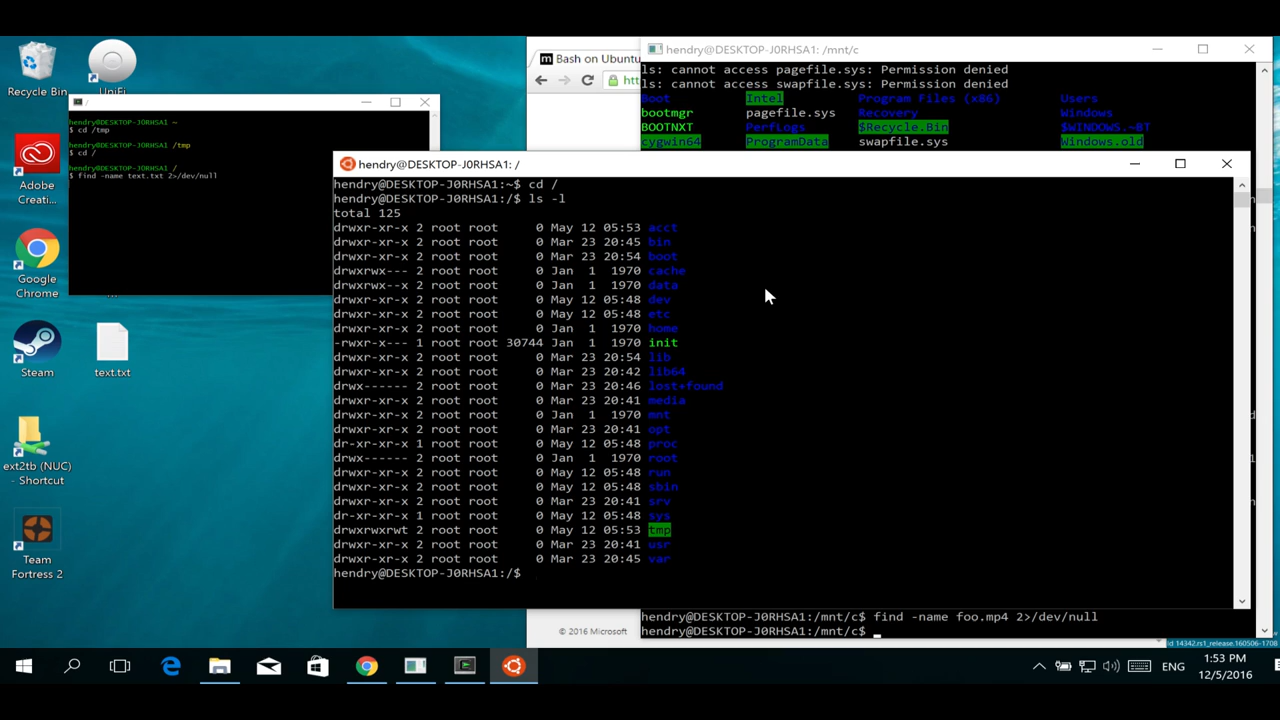 Recycle Bin
UniFi
Adobe
Creati...
Google
Chrome
...
Steam
text.txt
ext2tb (NUC)
- Shortcut
Team
Fortress 2
/
hendry@DESKTOP-J0RHSA1 ~
$ cd /tmp
hendry@DESKTOP-J0RHSA1 /tmp
$ cd /
hendry@DESKTOP-J0RHSA1 /
$ find -name text.txt 2>/dev/null
Bash on Ubuntu
htt
© 2016 Microsoft
hendry@DESKTOP-J0RHSA1: /mnt/c
ls: cannot access pagefile.sys: Permission denied
ls: cannot access swapfile.sys: Permission denied
Boot Intel Program Files (x86) Users
bootmgr pagefile.sys Recovery Windows
BOOTNXT PerfLogs $Recycle.Bin $WINDOWS.~BT
cygwin64 ProgramData swapfile.sys Windows.old
hendry@DESKTOP-J0RHSA1: /
hendry@DESKTOP-J0RHSA1:~$ cd /
hendry@DESKTOP-J0RHSA1:/$ ls -l
total 125
drwxr-xr-x 2 root root 0 May 12 05:53 acct
drwxr-xr-x 2 root root 0 Mar 23 20:45 bin
drwxr-xr-x 2 root root 0 Mar 23 20:54 boot
drwxrwx--- 2 root root 0 Jan 1 1970 cache
drwxrwx--x 2 root root 0 Jan 1 1970 data
drwxr-xr-x 2 root root 0 May 12 05:48 dev
drwxr-xr-x 2 root root 0 May 12 05:48 etc
drwxr-xr-x 2 root root 0 Jan 1 1970 home
-rwxr-x--- 1 root root 30744 Jan 1 1970 init
drwxr-xr-x 2 root root 0 Mar 23 20:54 lib
drwxr-xr-x 2 root root 0 Mar 23 20:42 lib64
drwx------ 2 root root 0 Mar 23 20:46 lost+found
drwxr-xr-x 2 root root 0 Mar 23 20:41 media
drwxr-xr-x 2 root root 0 Jan 1 1970 mnt
drwxr-xr-x 2 root root 0 Mar 23 20:41 opt
dr-xr-xr-x 1 root root 0 May 12 05:48 proc
drwx------ 2 root root 0 Jan 1 1970 root
drwxr-xr-x 2 root root 0 May 12 05:48 run
drwxr-xr-x 2 root root 0 May 12 05:48 sbin
drwxr-xr-x 2 root root 0 Mar 23 20:41 srv
dr-xr-xr-x 1 root root 0 May 12 05:48 sys
drwxrwxrwt 2 root root 0 May 12 05:53 tmp
drwxr-xr-x 2 root root 0 Mar 23 20:41 usr
drwxr-xr-x 2 root root 0 Mar 23 20:45 var
hendry@DESKTOP-J0RHSA1:/$
hendry@DESKTOP-J0RHSA1:/mnt/c$ find -name foo.mp4 2>/dev/null
hendry@DESKTOP-J0RHSA1:/mnt/c$
14342.rs1_release.160506-1708
ENG
1:53 PM
12/5/2016